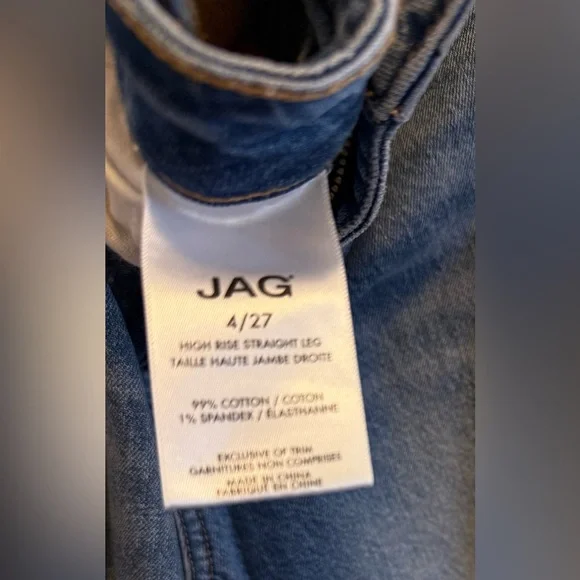 JAG
4/27
HIGH RISE STRAIGHT LEG
TAILLE HAUTE JAMBE DROITE
99% COTTON / COTON
1% SPANDEX / ÉLASTHANNE
EXCLUSIVE OF TRIM
GARNITURES NON COMPRISES
MADE IN CHINA
FABRIQUE EN CHINE